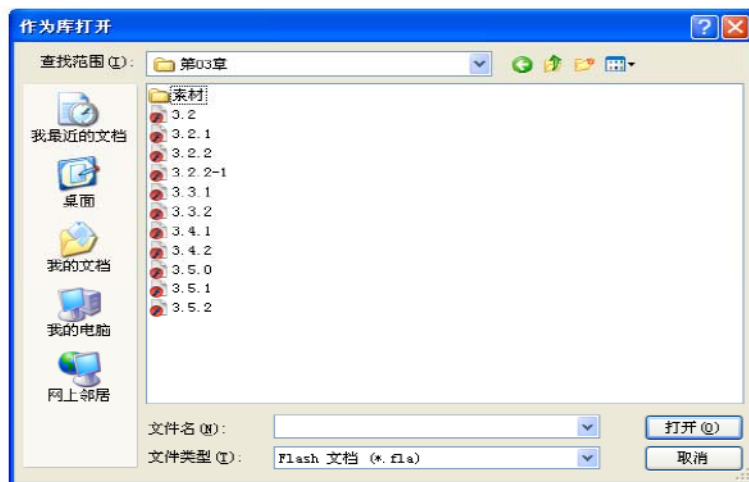 作为库打开
查找范围(I):
第03章
我最近的文档
桌面
我的文档
我的电脑
网上邻居
素材
3.2
3.2.1
3.2.2
3.2.2-1
3.3.1
3.3.2
3.4.1
3.4.2
3.5.0
3.5.1
3.5.2
文件名(N):
打开(O)
文件类型(T):
Flash 文档 (*.fla)
取消